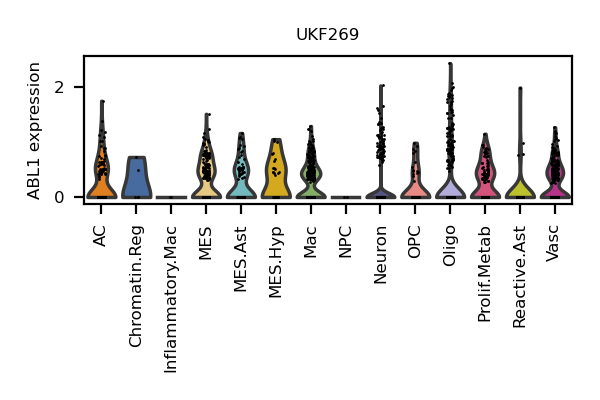 UKF269
ABL1 expression
2
0
AC
Chromatin.Reg
Inflammatory.Mac
MES
MES.Ast
MES.Hyp
Mac
NPC
Neuron
OPC
Oligo
Prolif.Metab
Reactive.Ast
Vasc